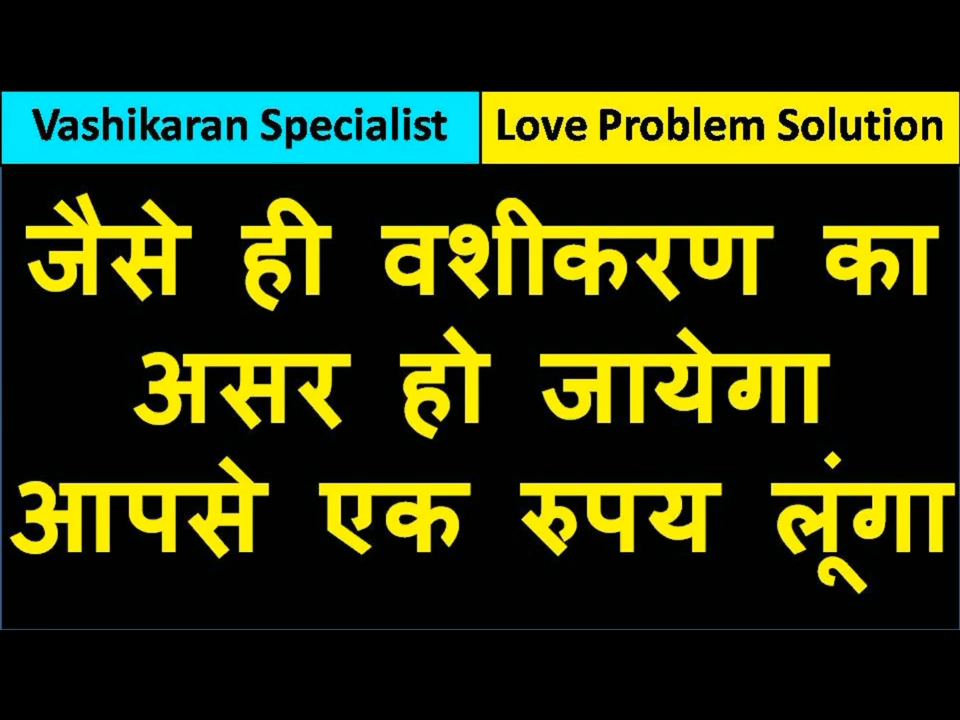 Vashikaran Specialist Love Problem Solution
जैसे ही वशीकरण का
असर हो जायेगा
आपसे एक रुपय लूंगा